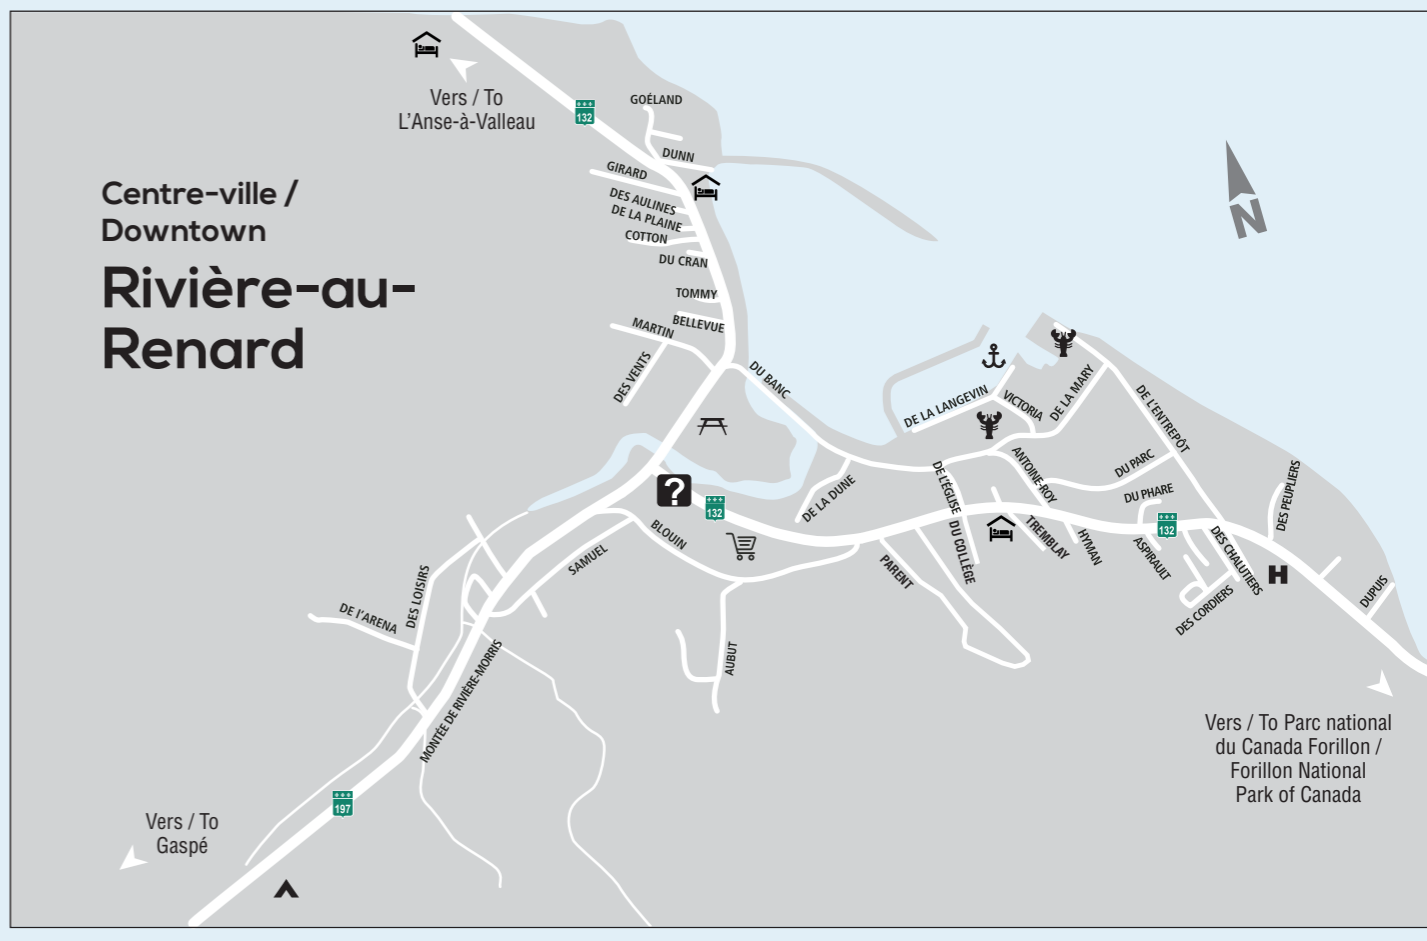 Centre-ville /
Downtown
Rivière-au-
Renard
Vers / To
L'Anse-à-Valleau
132
GOÉLAND
DUNN
GIRARD
DES AULINES
DE LA PLAINE
COTTON
DU CRAN
TOMMY
BELLEVUE
MARTIN
DES VENTS
DU BANC
N
DE LA LANGEVIN
VICTORIA
DE LA MARY
DE L'ENTREPÔT
DU PARC
DU PHARE
ANTOINE-ROY
DE L'ÉGLISE
DU COLLÈGE
DE LA DUNE
?
132
BLOUIN
SAMUEL
PARENT
TREMBLAY
HYMAN
ASPIRAULT
132
DES CHALUTIERS
DES CORDIERS
DES PEUPLIERS
H
DUPUIS
AUBUT
DES LOISIRS
DE l'ARENA
MONTÉE DE RIVIÈRE-MORRIS
197
Vers / To
Gaspé
Vers / To Parc national
du Canada Forillon /
Forillon National
Park of Canada